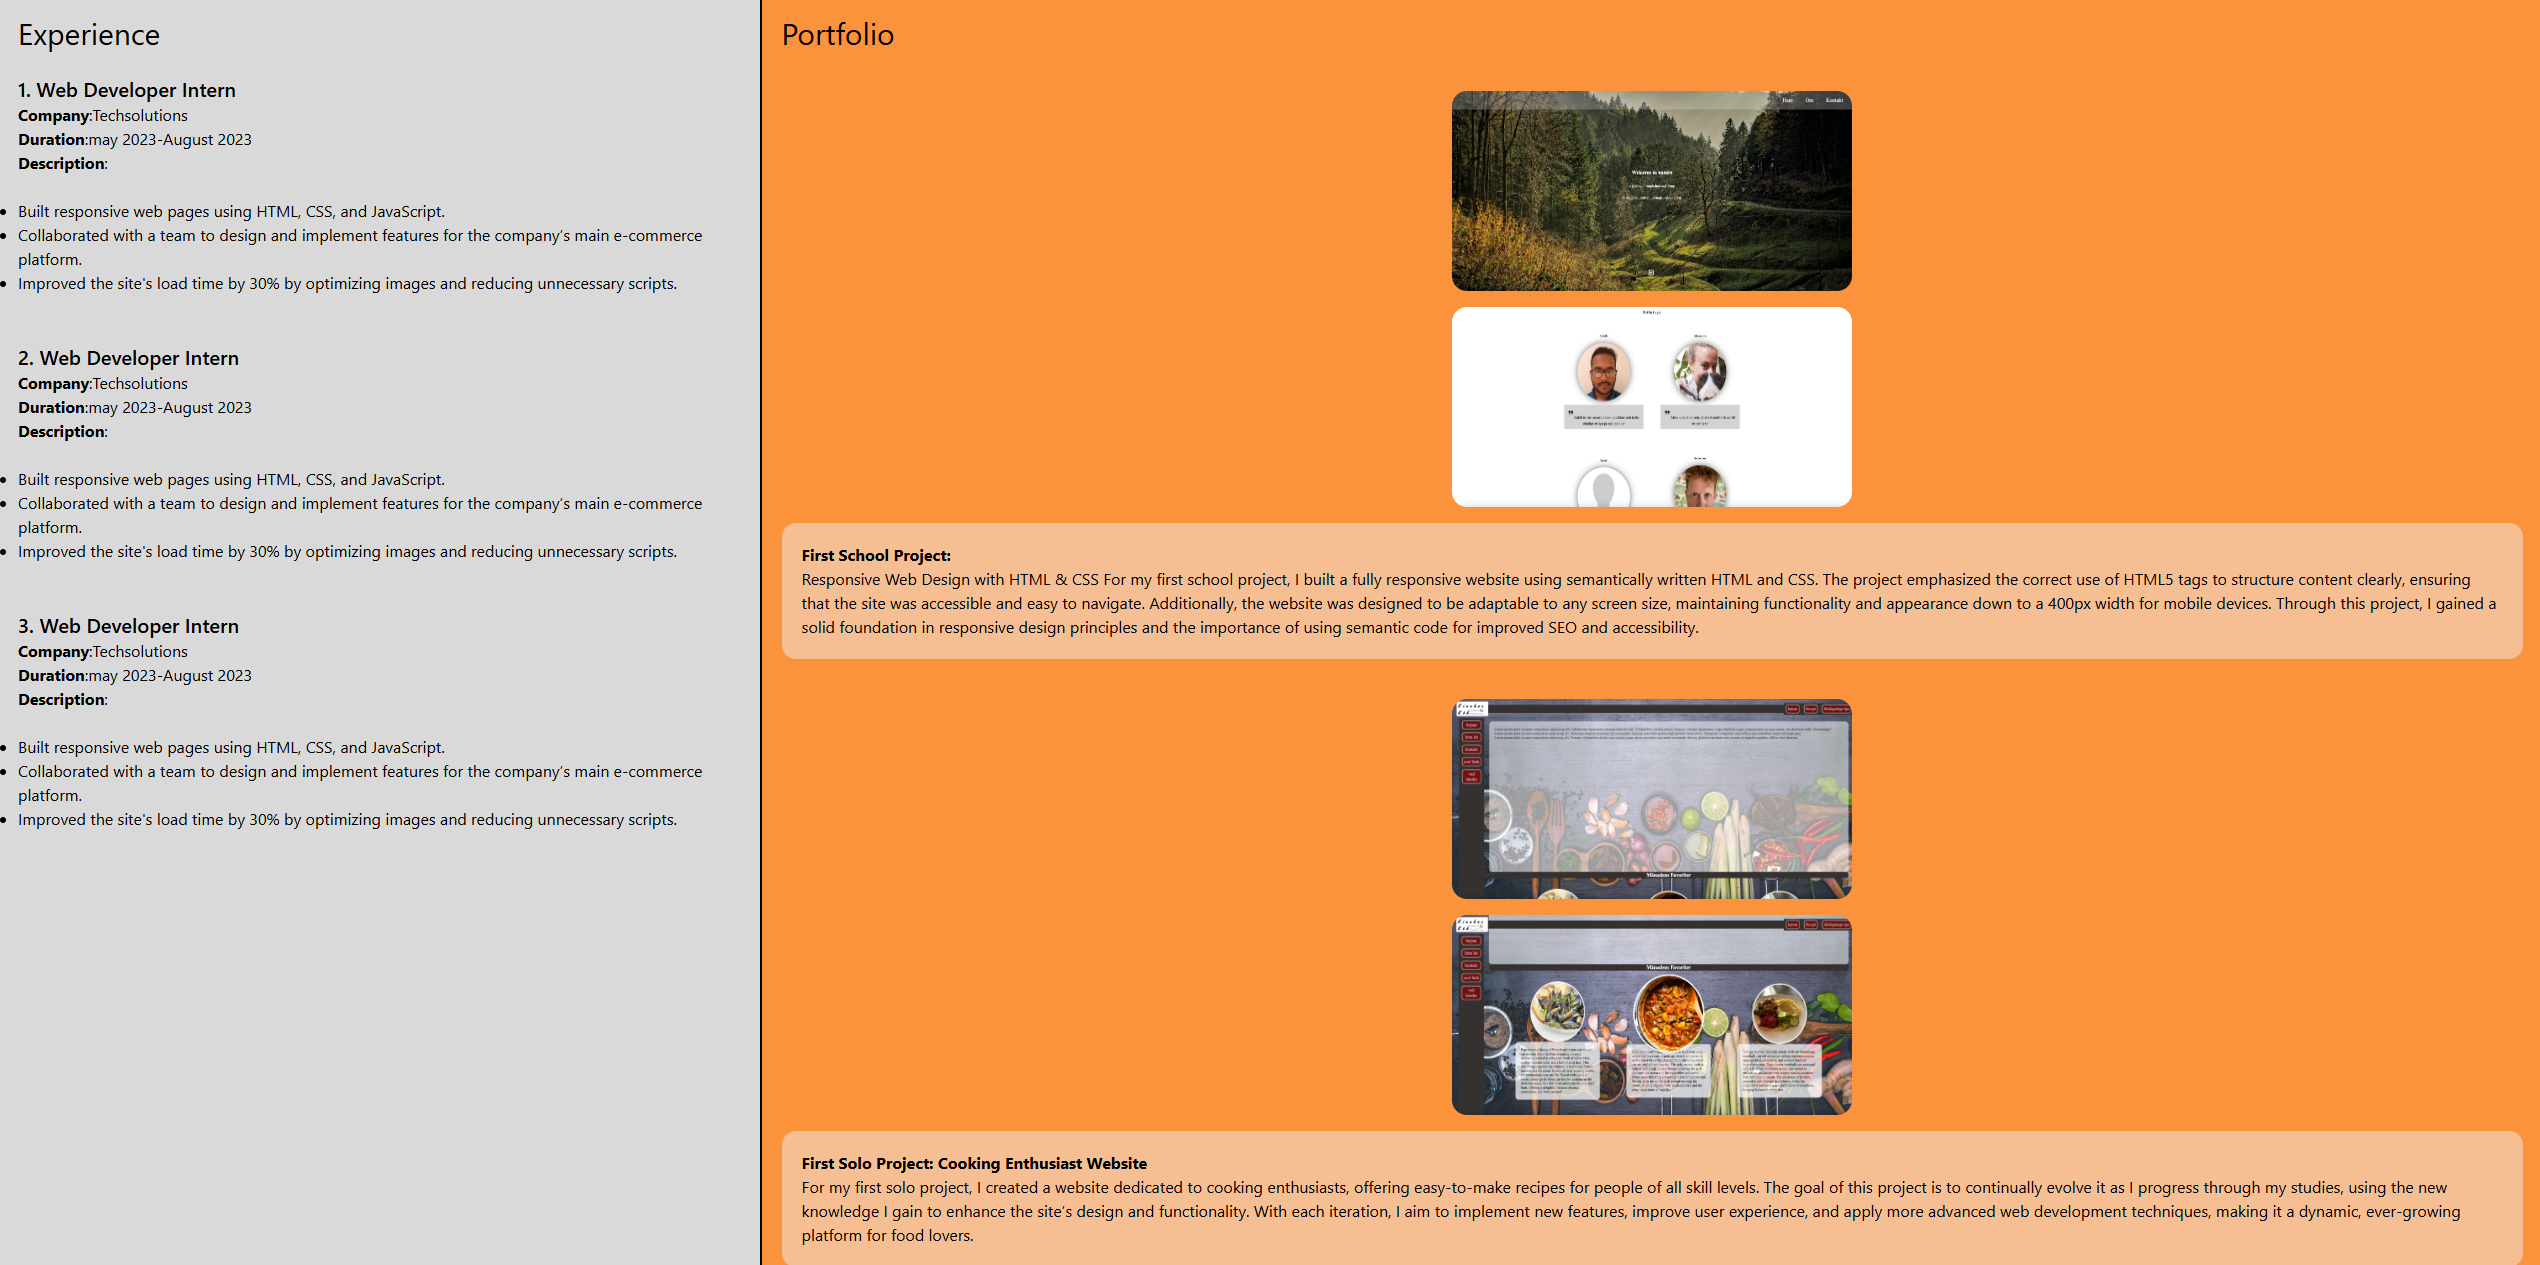 Experience
1. Web Developer Intern
Company:Techsolutions
Duration:may 2023-August 2023
Description:
Built responsive web pages using HTML, CSS, and JavaScript.
Collaborated with a team to design and implement features for the company's main e-commerce
platform.
Improved the site's load time by 30% by optimizing images and reducing unnecessary scripts.
2. Web Developer Intern
Company:Techsolutions
Duration:may 2023-August 2023
Description:
Built responsive web pages using HTML, CSS, and JavaScript.
Collaborated with a team to design and implement features for the company's main e-commerce
platform.
Improved the site's load time by 30% by optimizing images and reducing unnecessary scripts.
3. Web Developer Intern
Company:Techsolutions
Duration:may 2023-August 2023
Description:
Built responsive web pages using HTML, CSS, and JavaScript.
Collaborated with a team to design and implement features for the company's main e-commerce
platform.
Improved the site's load time by 30% by optimizing images and reducing unnecessary scripts.
Portfolio
Hem Om Kontakt
Welcome to nature
First School Project:
Responsive Web Design with HTML & CSS For my first school project, I built a fully responsive website using semantically written HTML and CSS. The project emphasized the correct use of HTML5 tags to structure content clearly, ensuring
that the site was accessible and easy to navigate. Additionally, the website was designed to be adaptable to any screen size, maintaining functionality and appearance down to a 400px width for mobile devices. Through this project, I gained a
solid foundation in responsive design principles and the importance of using semantic code for improved SEO and accessibility.
Månadens Favoriter
Månadens Favoriter
First Solo Project: Cooking Enthusiast Website
For my first solo project, I created a website dedicated to cooking enthusiasts, offering easy-to-make recipes for people of all skill levels. The goal of this project is to continually evolve it as I progress through my studies, using the new
knowledge I gain to enhance the site's design and functionality. With each iteration, I aim to implement new features, improve user experience, and apply more advanced web development techniques, making it a dynamic, ever-growing
platform for food lovers.